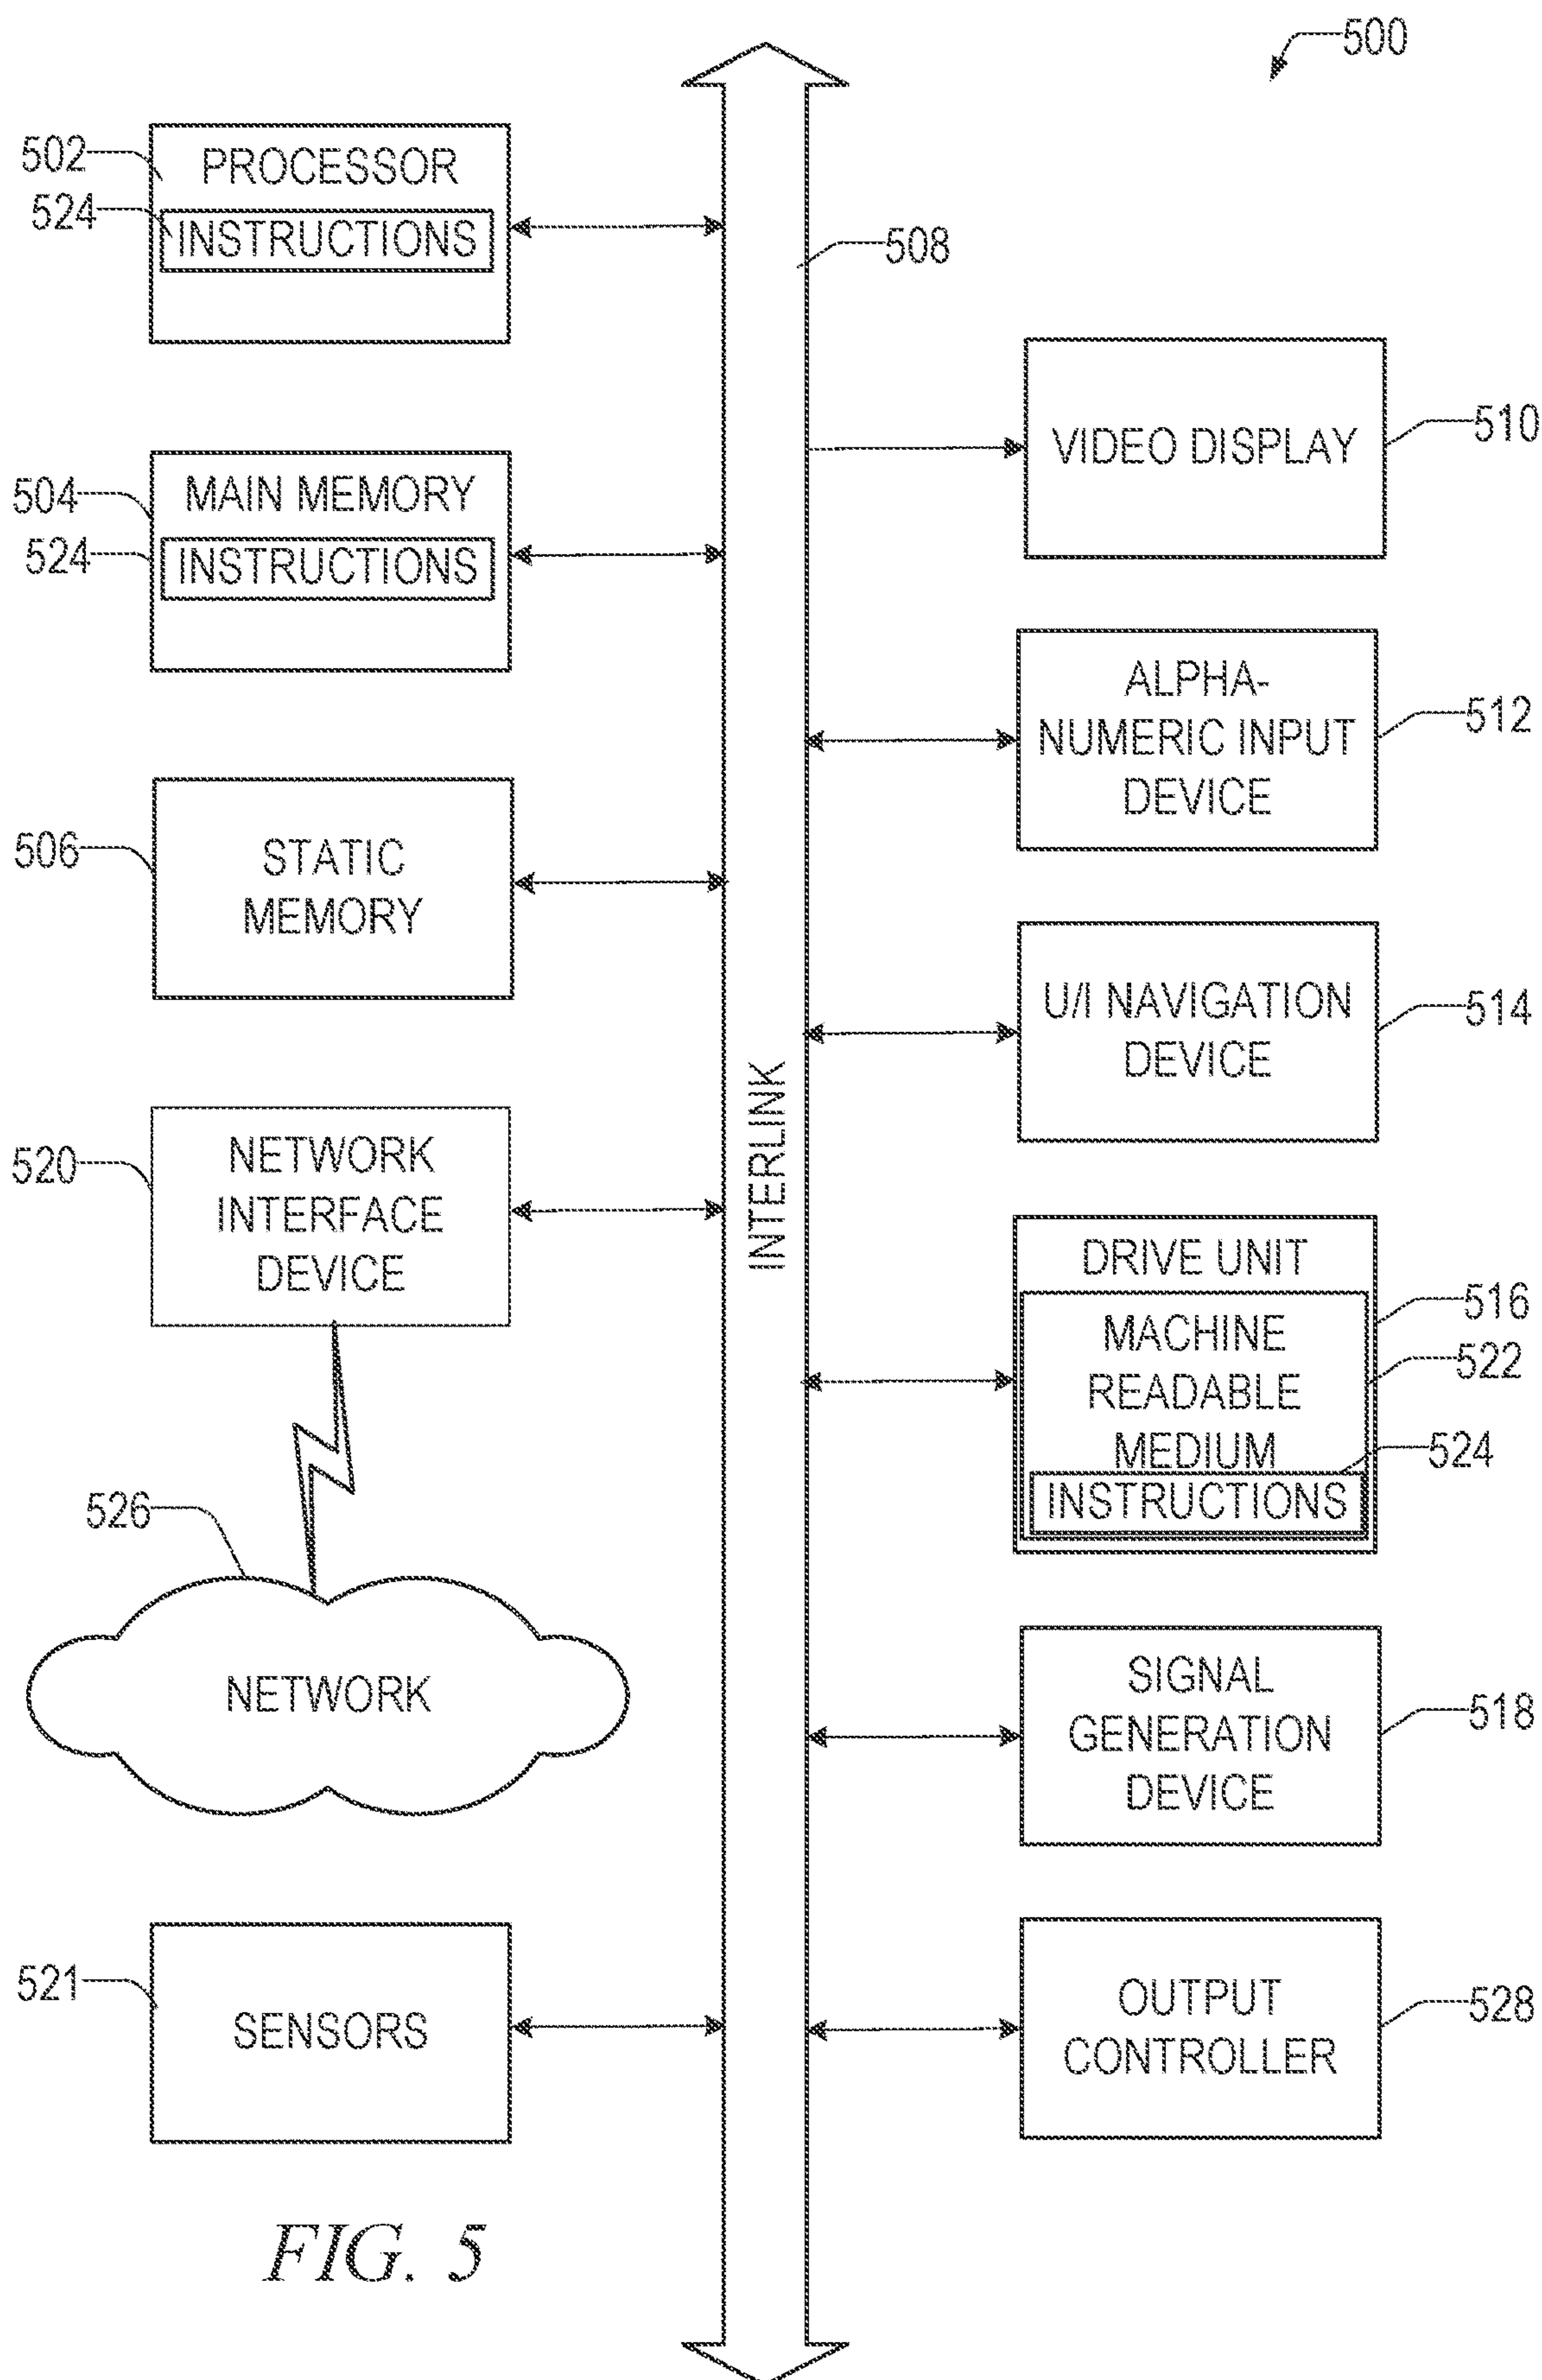 500
502
PROCESSOR
524
INSTRUCTIONS
508
504
MAIN MEMORY
524
INSTRUCTIONS
VIDEO DISPLAY
510
ALPHA-
NUMERIC INPUT
DEVICE
512
506
STATIC
MEMORY
U/I NAVIGATION
DEVICE
514
INTERLINK
520
NETWORK
INTERFACE
DEVICE
DRIVE UNIT
516
MACHINE
READABLE
MEDIUM
522
524
INSTRUCTIONS
526
NETWORK
SIGNAL
GENERATION
DEVICE
518
521
SENSORS
OUTPUT
CONTROLLER
528
FIG. 5